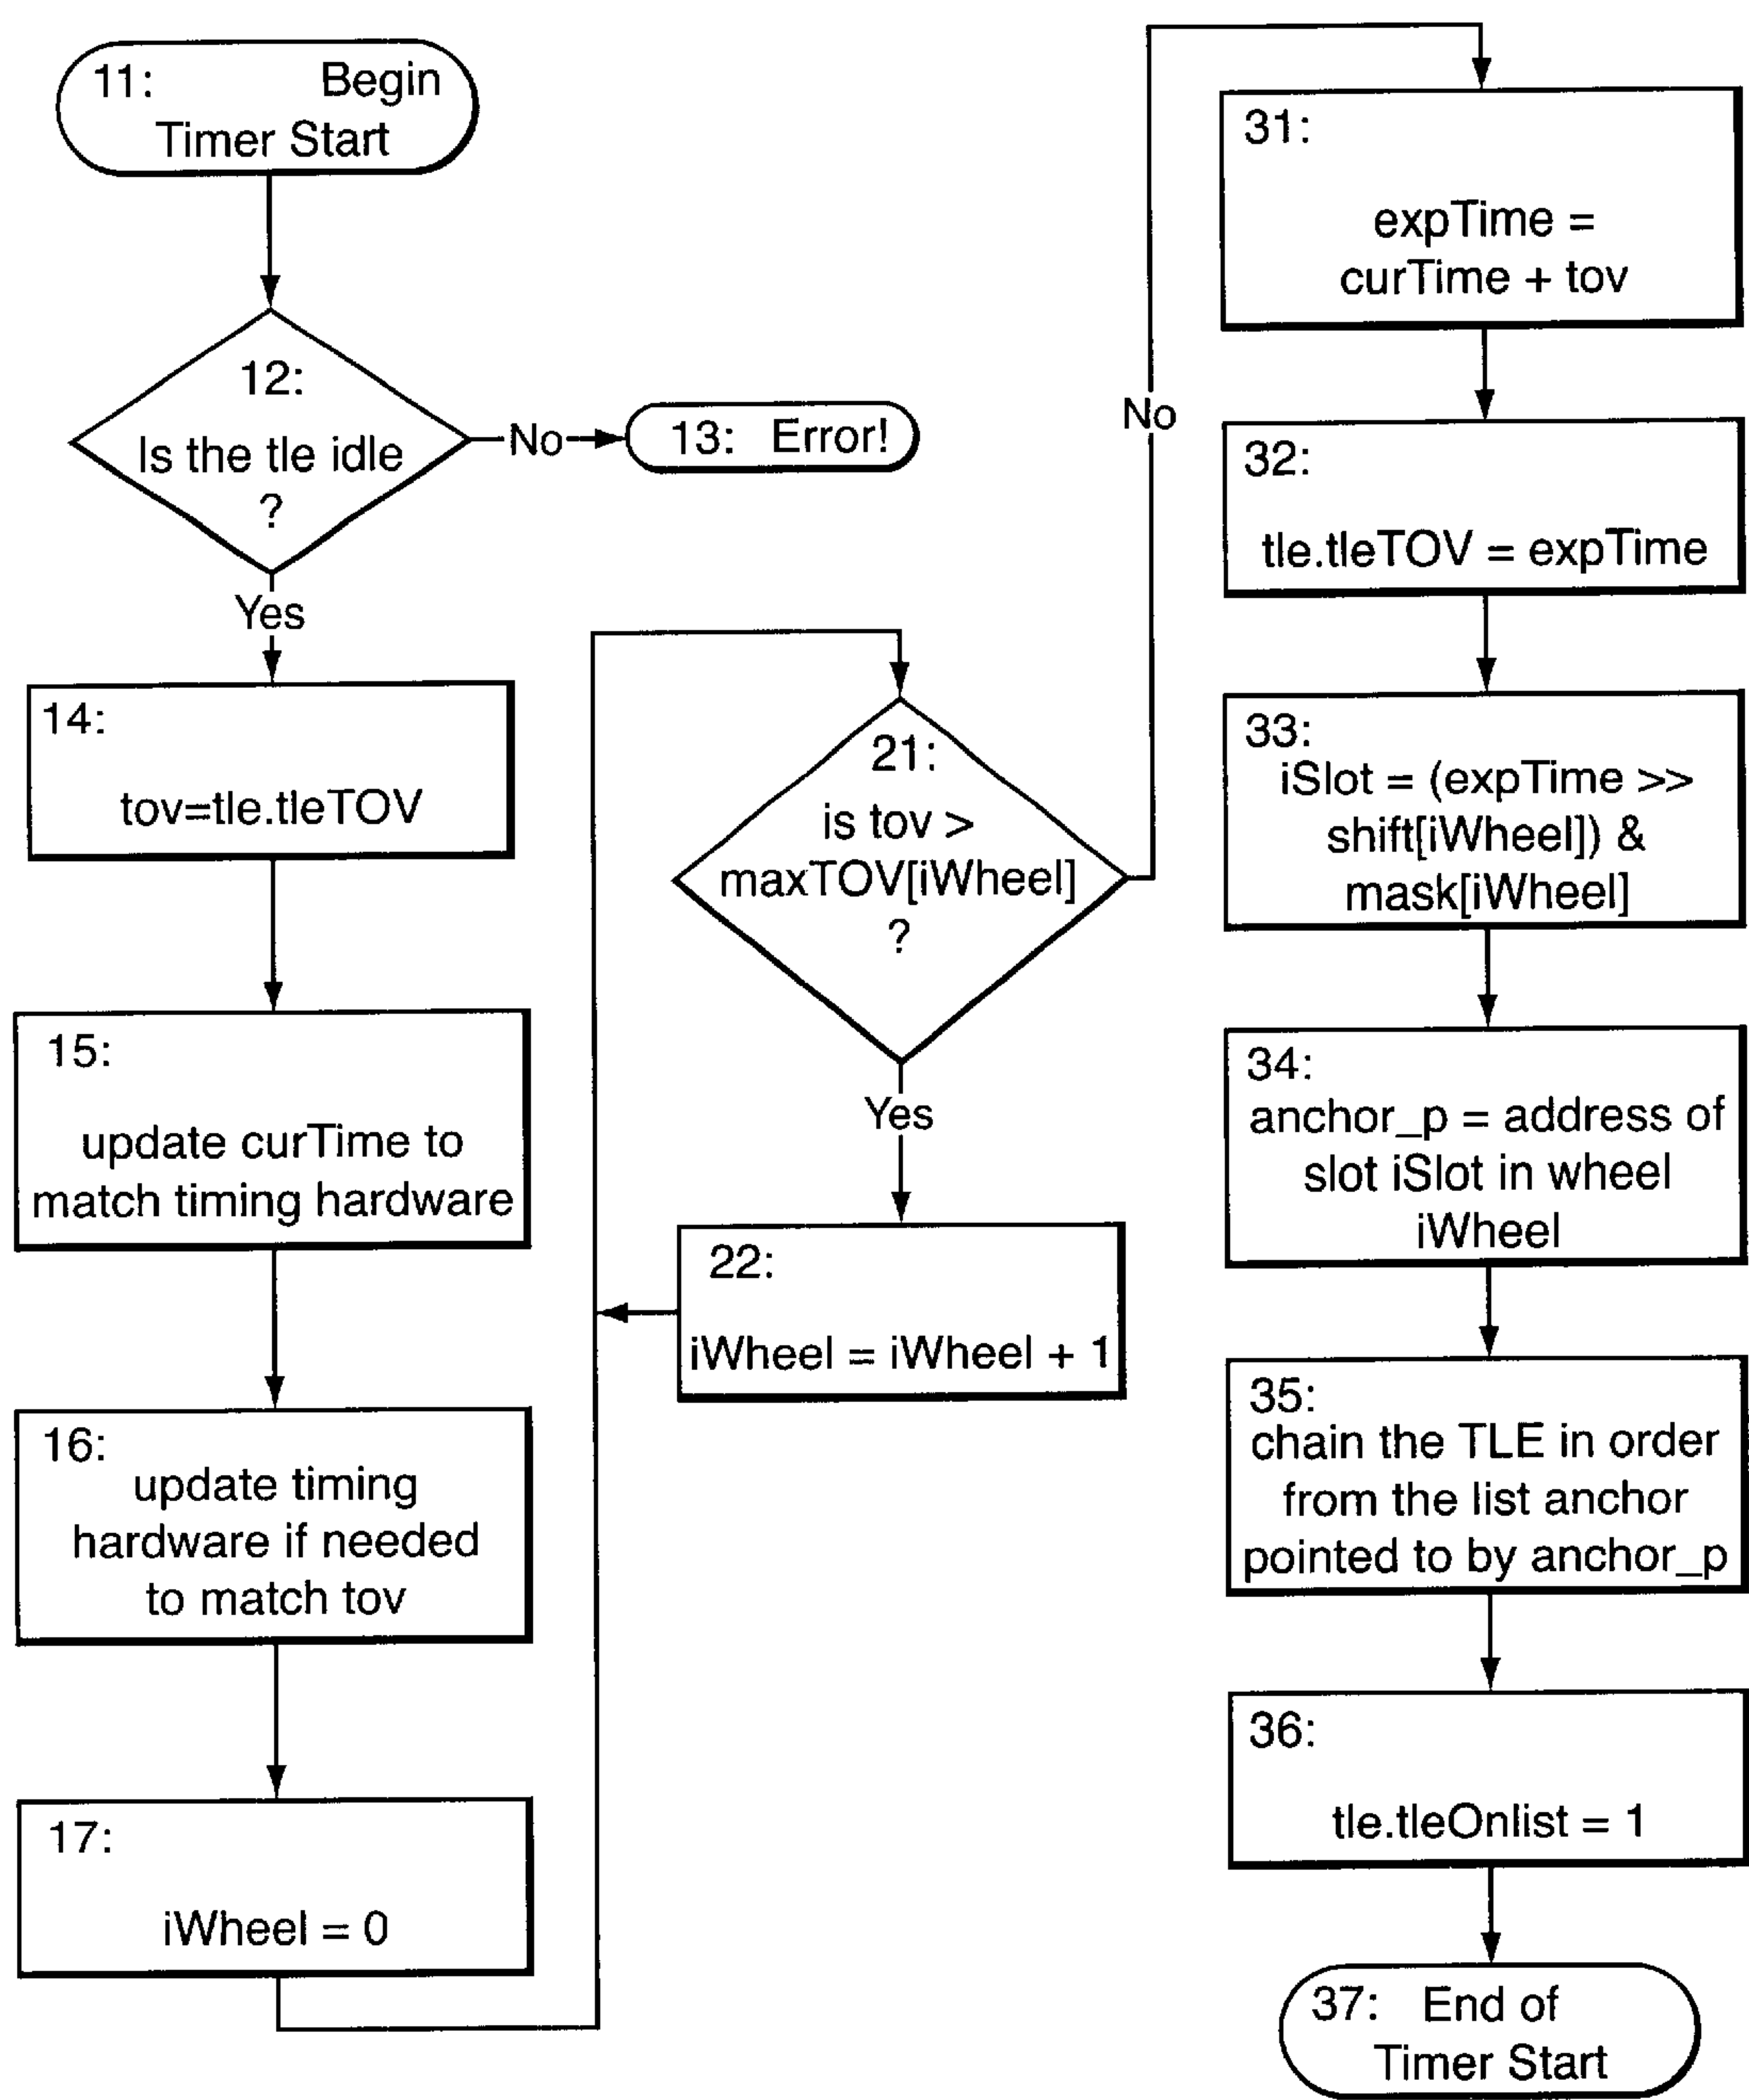 11: Begin
Timer Start
12:
Is the tle idle
?
No
13: Error!
Yes
14:
tov=tle.tleTOV
15:
update curTime to
match timing hardware
16:
update timing
hardware if needed
to match tov
17:
iWheel = 0
21:
is tov >
maxTOV[iWheel]
?
Yes
22:
iWheel = iWheel + 1
No
31:
expTime =
curTime + tov
32:
tle.tleTOV = expTime
33:
iSlot = (expTime >>
shift[iWheel]) &
mask[iWheel]
34:
anchor_p = address of
slot iSlot in wheel
iWheel
35:
chain the TLE in order
from the list anchor
pointed to by anchor_p
36:
tle.tleOnlist = 1
37: End of
Timer Start